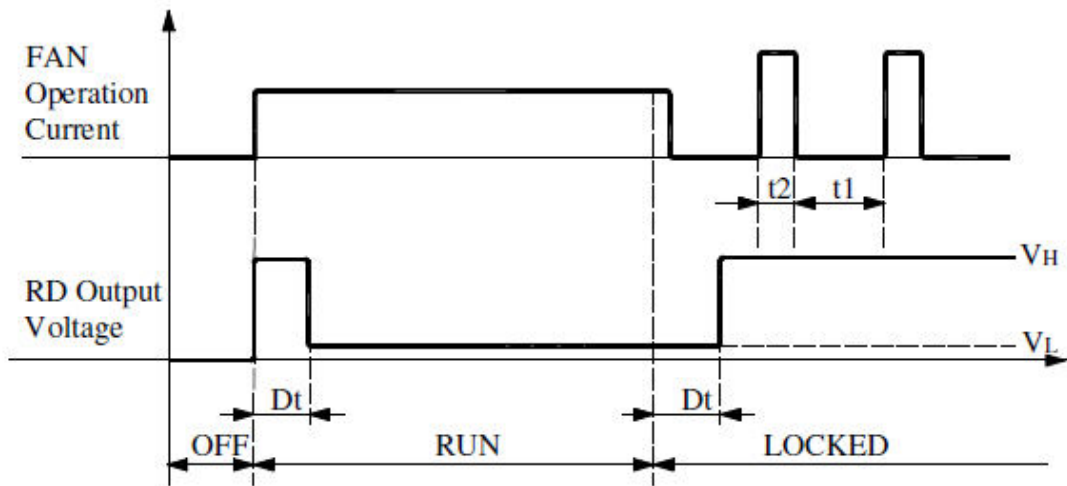 FAN
Operation
Current
t2
t1
RD Output
Voltage
VH
VL
Dt
Dt
OFF
RUN
LOCKED